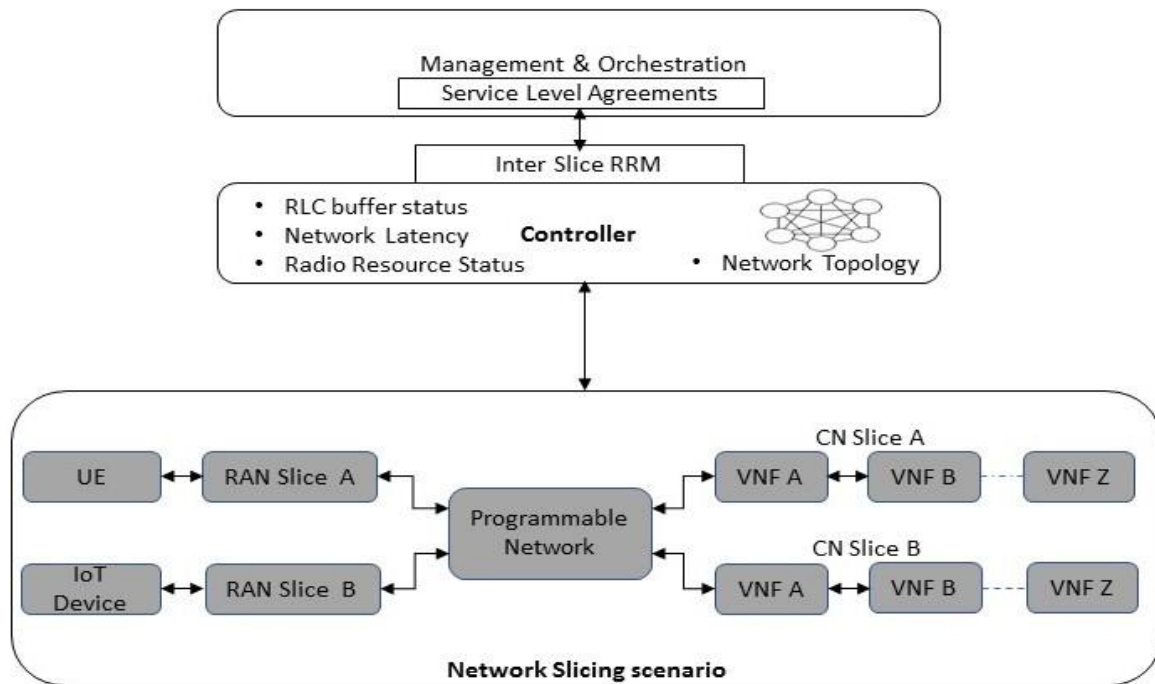 Management & Orchestration
Service Level Agreements
Inter Slice RRM
• RLC buffer status
• Network Latency
Controller
• Radio Resource Status
• Network Topology
CN Slice A
UE
RAN Slice A
VNF A
VNF B
VNF Z
Programmable
Network
CN Slice B
IoT
Device
RAN Slice B
VNF A
VNF B
VNF Z
Network Slicing scenario